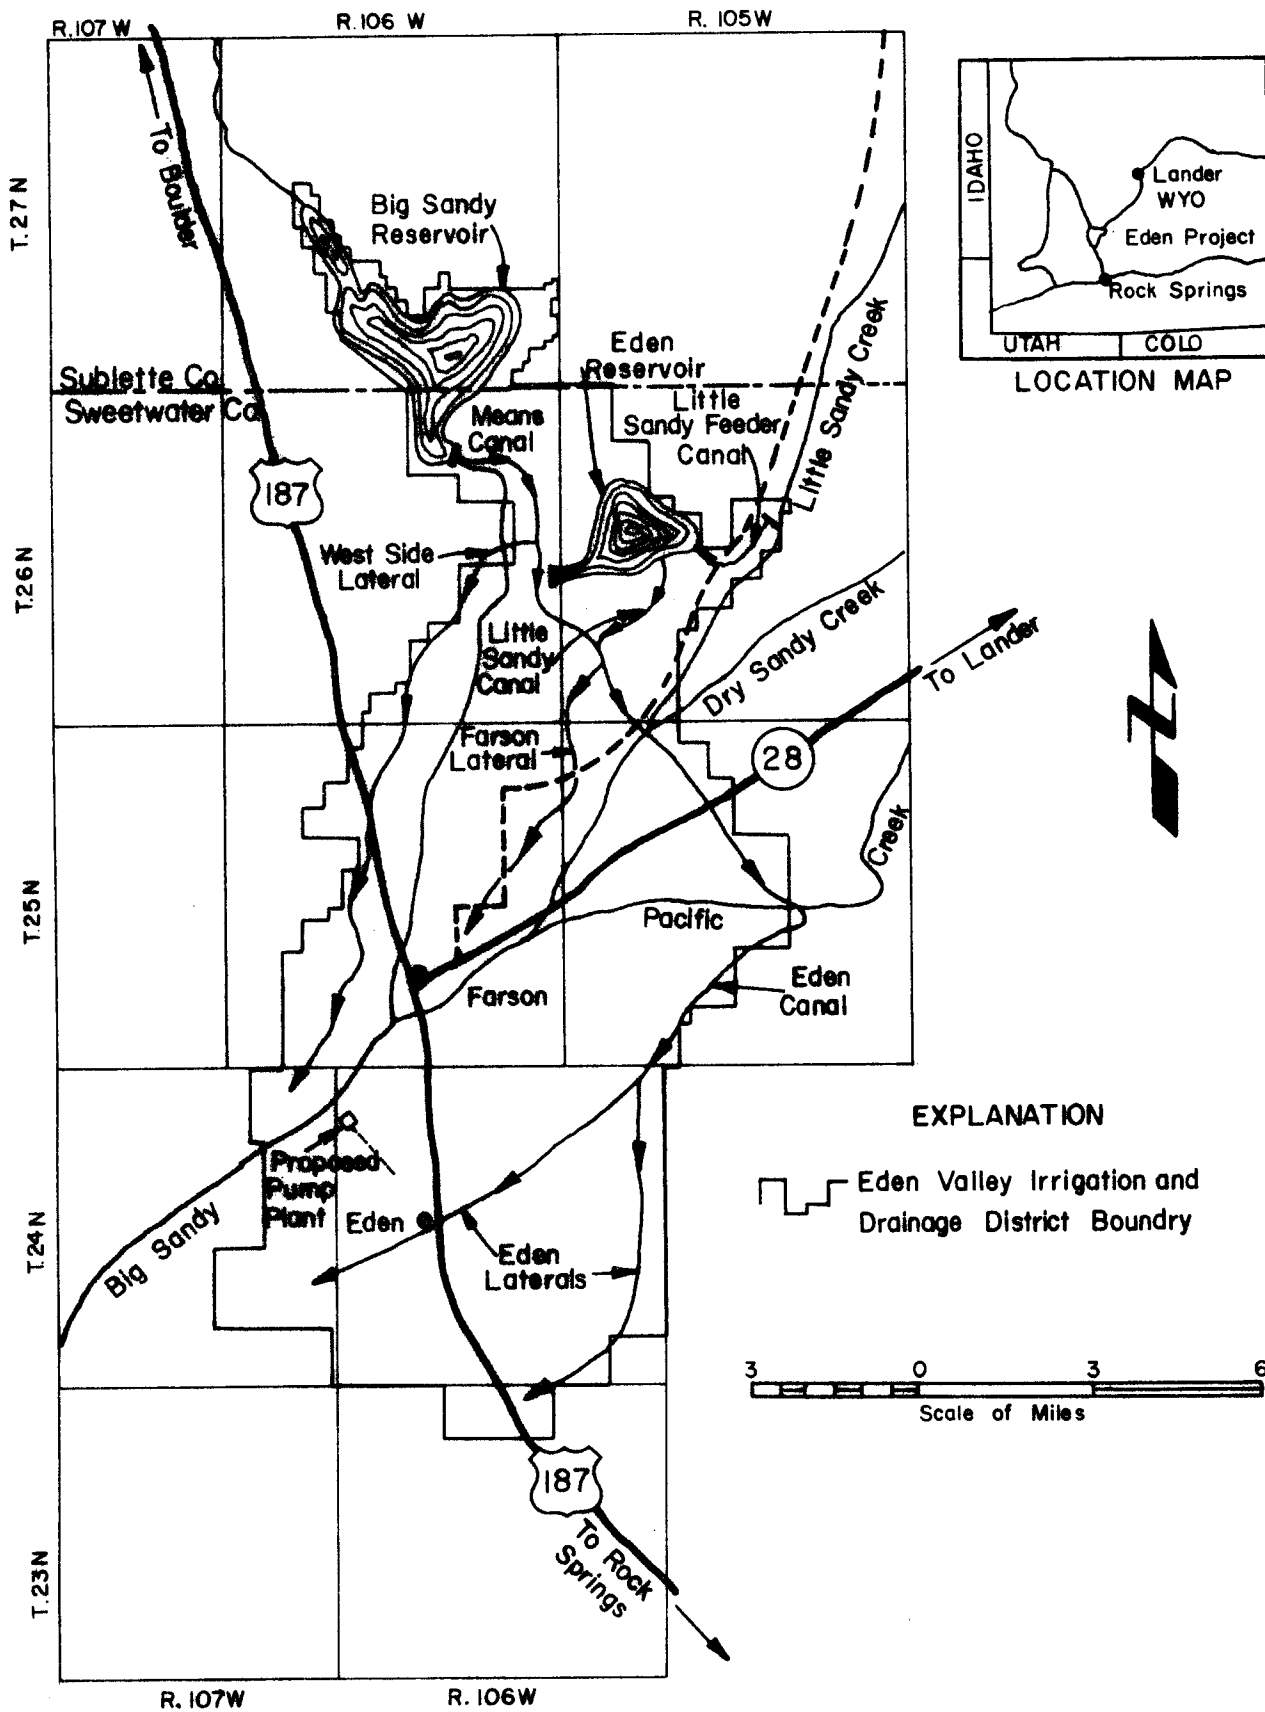 R.107 W
R.106 W
R. 105W
To Boulder
T.27N
Big Sandy
Reservoir
IDAHO
Lander
WYO
Eden Project
Rock Springs
UTAH
COLO
LOCATION MAP
Sublette Co.
Sweetwater Co.
Eden
Reservoir
Little
Sandy Feeder
Canal
Little Sandy Creek
Means
Canal
187
T.26N
West Side
Lateral
Little
Sandy
Canal
Dry Sandy Creek
To Lander
Farson
Lateral
28
Creek
T.25N
Pacific
Farson
Eden
Canal
EXPLANATION
Eden Valley Irrigation and
Drainage District Boundry
Proposed
Pump
Plant
Big Sandy
T.24N
Eden
Eden
Laterals
3 0 3 6
Scale of Miles
187
To Rock
Springs
T.23N
R. 107W
R. 106W